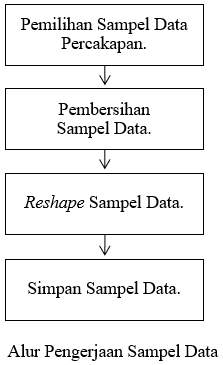 Pemilihan Sampel Data
Percakapan.
Pembersihan
Sampel Data.
Reshape Sampel Data.
Simpan Sampel Data.
Alur Pengerjaan Sampel Data